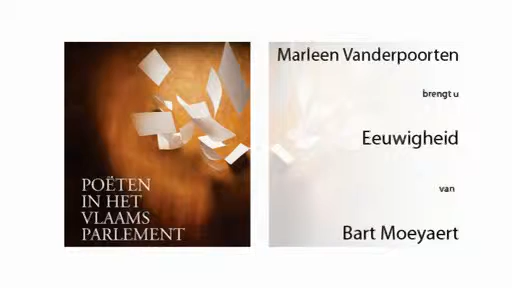 POËTEN
IN HET
VLAAMS
PARLEMENT
Marleen Vanderpoorten
brengt u
Eeuwigheid
van
Bart Moeyaert